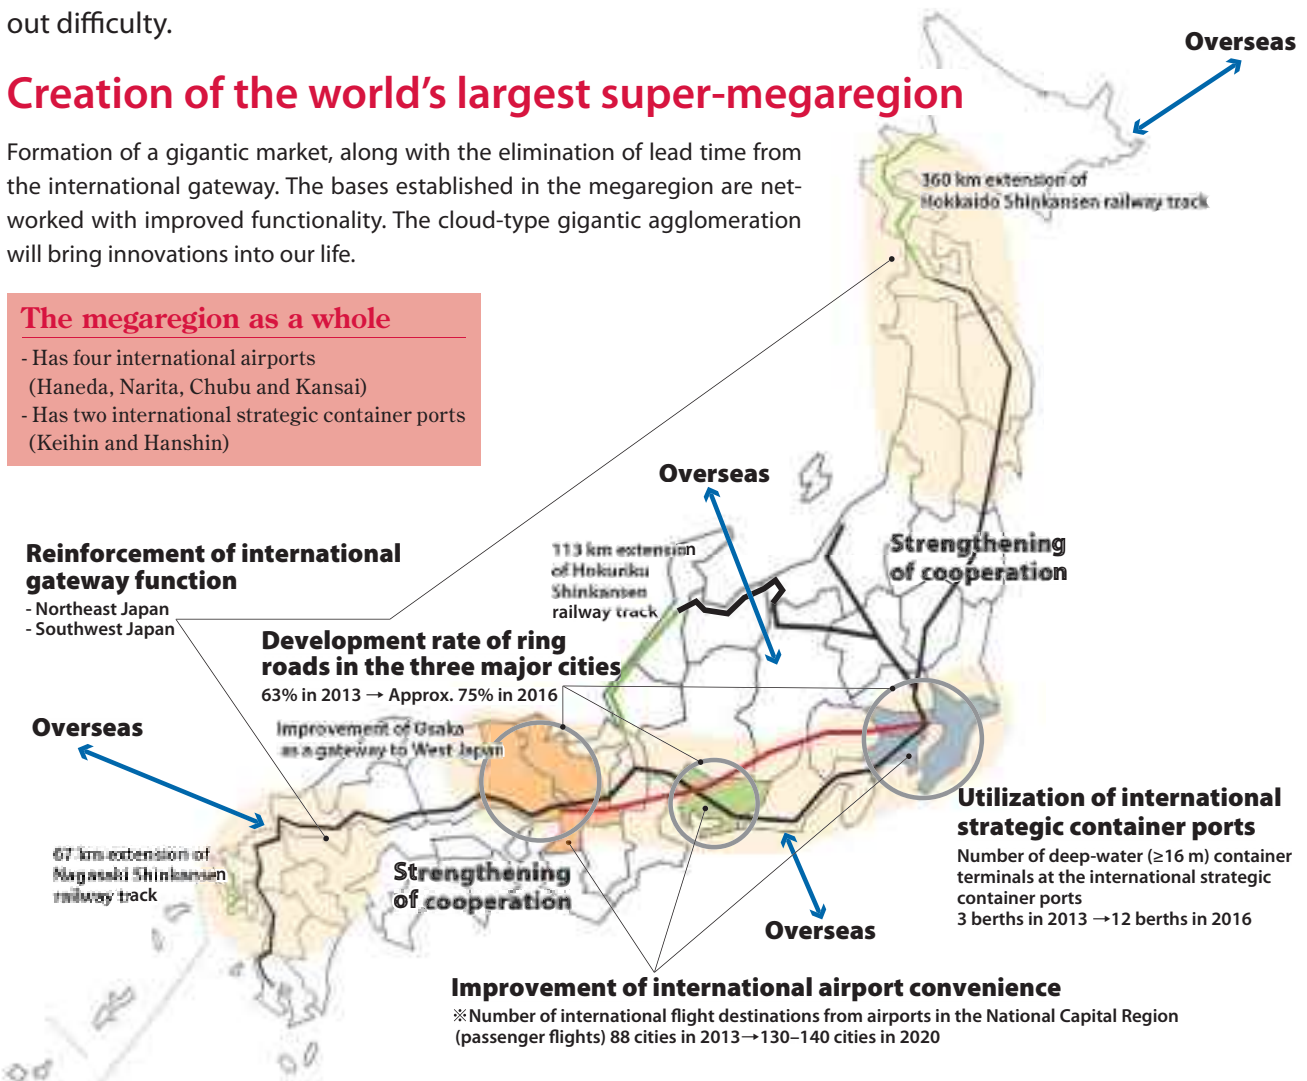 out difficulty.
Creation of the world’s largest super-megaregion
Formation of a gigantic market, along with the elimination of lead time from
the international gateway. The bases established in the megaregion are net-
worked with improved functionality. The cloud-type gigantic agglomeration
will bring innovations into our life.
The megaregion as a whole
- Has four international airports
(Haneda, Narita, Chubu and Kansai)
- Has two international strategic container ports
(Keihin and Hanshin)
Overseas
360 km extension of
Hokkaido Shinkansen railway track
Overseas
Reinforcement of international
gateway function
- Northeast Japan
- Southwest Japan
113 km extension
of Hokuriku
Shinkansen
railway track
Strengthening
of cooperation
Development rate of ring
roads in the three major cities
63% in 2013 → Approx. 75% in 2016
Overseas
Improvement of Osaka
as a gateway to West Japan
67 km extension of
Nagasaki Shinkansen
railway track
Strengthening
of cooperation
Overseas
Utilization of international
strategic container ports
Number of deep-water (≥16 m) container
terminals at the international strategic
container ports
3 berths in 2013 →12 berths in 2016
Improvement of international airport convenience
※Number of international flight destinations from airports in the National Capital Region
(passenger flights) 88 cities in 2013→130–140 cities in 2020